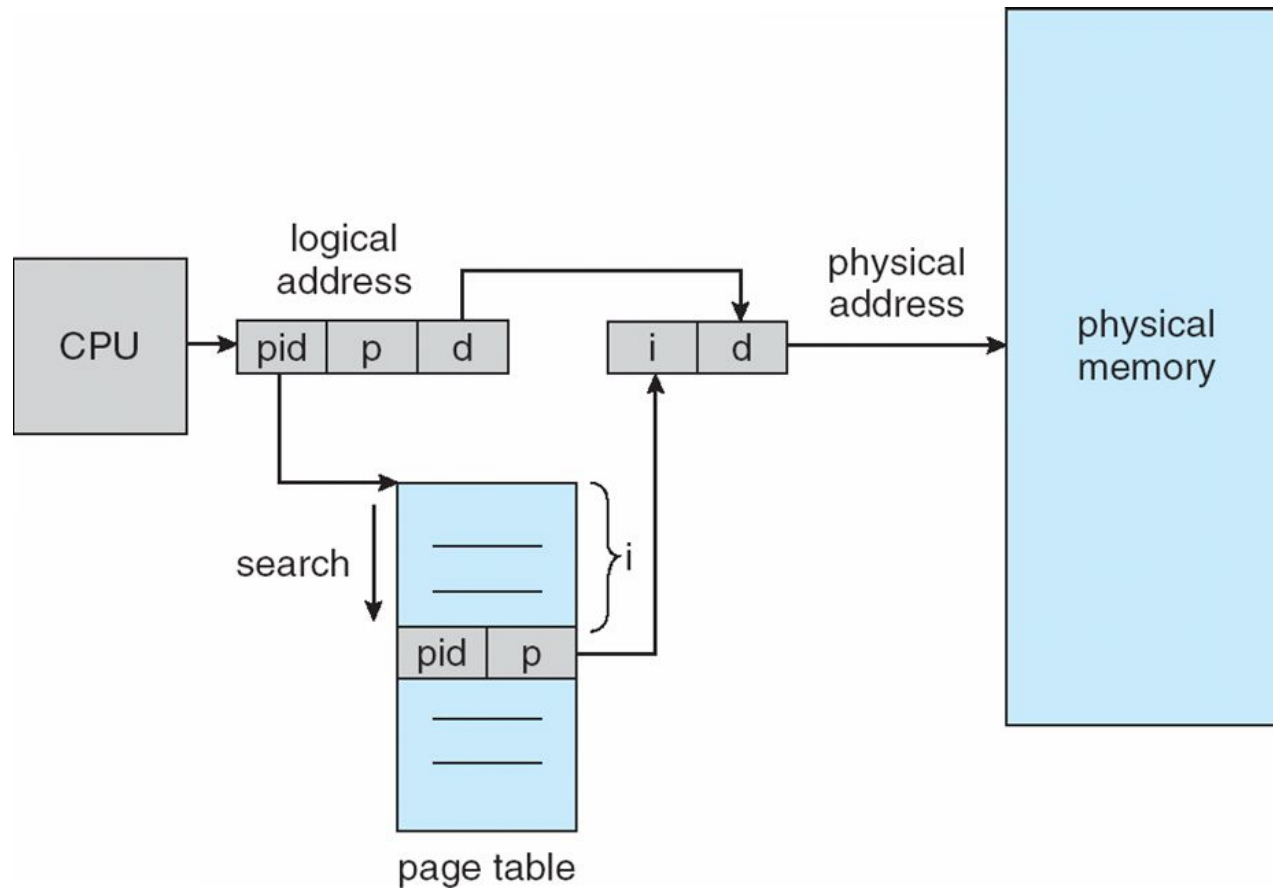 logical
address
physical
address
CPU
pid p d
i d
physical
memory
search
i
pid p
page table